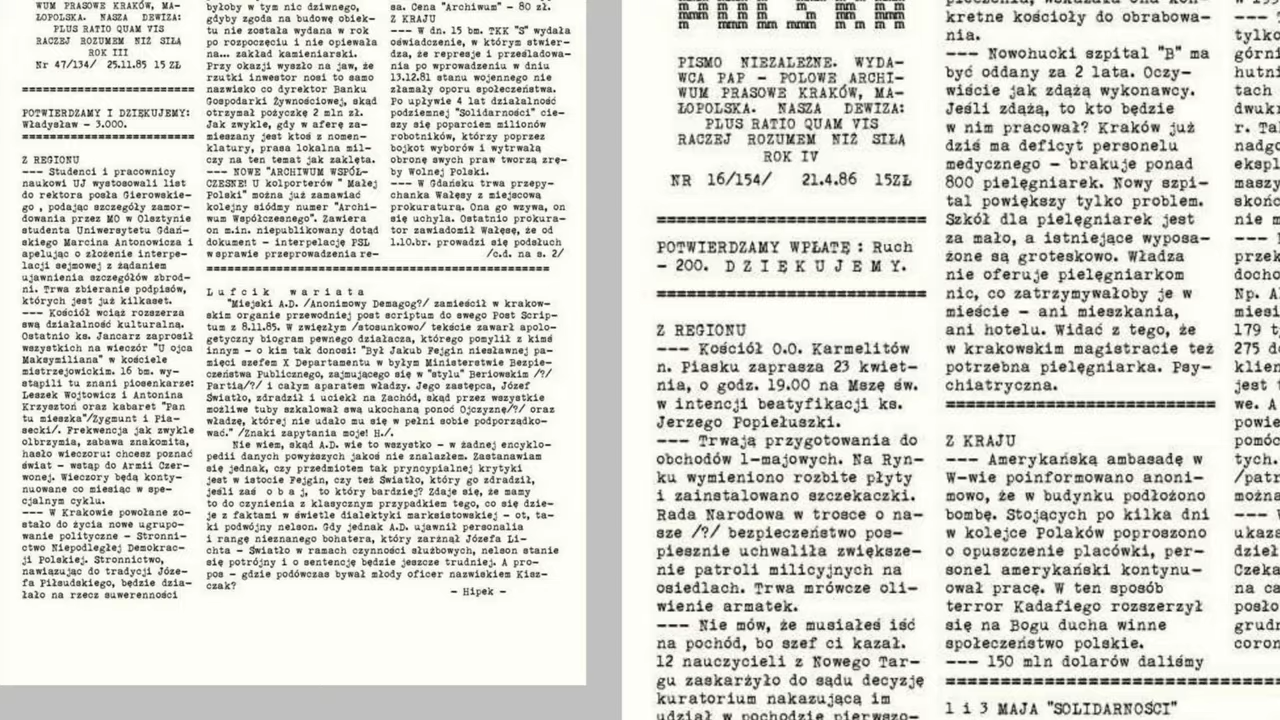 WUM PRASOWE KRAKÓW, MA-
ŁOPOLSKA. NASZA DEWIZA:
PLUS RATIO QUAM VIS
RACZEJ ROZUMEM NIŻ SIŁĄ
ROK III
Nr 47/134/ 25.11.85 15 ZŁ
POTWIERDZAMY I DZIĘKUJEMY:
Władysław - 3.000.
Z REGIONU
--- Studenci i pracownicy
naukowi UJ wystosowali list
do rektora posła Gierowskie-
go, podając szczegóły zamor-
dowania przez MO w Olsztynie
studenta Uniwersytetu Gdań-
skiego Marcina Antonowicza i
apelując o złożenie interpe-
lacji sejmowej z żądaniem
ujawnienia szczegółów zbrod-
ni. Trwa zbieranie podpisów,
których jest już kilkaset.
--- Kościół wciąż rozszerza
swą działalność kulturalną.
Ostatnio ks. Jancarz zaprosił
wszystkich na wieczór "U ojca
Maksymiliana" w kościele
mistrzejowickim. 16 bm. wy-
stąpili tu znani piosenkarze:
Leszek Wojtowicz i Antonina
Krzysztoń oraz kabaret "Pan
tu mieszka"/Zygmunt i Pia-
secki/. Frekwencja jak zwykle
olbrzymia, zabawa znakomita,
hasło wieczoru: chcesz poznać
świat - wstąp do Armii Czer-
wonej. Wieczory będą konty-
nuowane co miesiąc w spe-
cjalnym cyklu.
--- W Krakowie powołane zo-
stało do życia nowe ugrupo-
wanie polityczne - Stronni-
ctwo Niepodległej Demokrac-
ji Polskiej. Stronnictwo,
nawiązując do tradycji Józe-
fa Piłsudskiego, będzie dzia-
łało na rzecz suwerenności
byłoby w tym nic dziwnego,
gdyby zgoda na budowę obiek-
tu nie została wydana w rok
po rozpoczęciu i nie opiewała
na... zakład kamieniarski.
Przy okazji wyszło na jaw, że
rzutki inwestor nosi to samo
nazwisko co dyrektor Banku
Gospodarki Żywnościowej, skąd
otrzymał pożyczkę 2 mln zł.
Jak zwykle, gdy w aferę za-
mieszany jest ktoś z nomen-
klatury, prasa lokalna mil-
czy na ten temat jak zaklęta.
--- NOWE "ARCHIWUM WSPÓŁ-
CZESNE! U kolporterów " Małej
Polski" można już zamawiać
kolejny siódmy numer "Archi-
wum Współczesnego". Zawiera
on m.in. niepublikowany dotąd
dokument - interpelację PSL
w sprawie przeprowadzenia re-
sa. Cena "Archiwum" - 80 zł.
Z KRAJU
--- W dn. 15 bm. TKK "S" wydała
oświadczenie, w którym stwier-
dza, że represje i prześladowa-
nia po wprowadzeniu w dniu
13.12.81 stanu wojennego nie
złamały oporu społeczeństwa.
Po upływie 4 lat działalność
podziemnej "Solidarności" cie-
szy się poparciem milionów
robotników, którzy poprzez
bojkot wyborów i wytrwałą
obronę swych praw tworzą zrę-
by Wolnej Polski.
--- W Gdańsku trwa przepy-
chanka Wałęsy z miejscową
prokuraturą. Ona go wzywa, on
się uchyla. Ostatnio prokura-
tor zawiadomił Wałęsę, że od
1.10.br. prowadzi się podsłuch
/c.d. na s. 2/
Lufcik wariata
"Miejski A.D. /Anonimowy Demagog?/ zamieścił w krakow-
skim organie przewodniej post scriptum do swego Post Scrip-
tum z 8.11.85. W zwięzłym /stosunkowo/ tekście zawarł apolo-
getyczny biogram pewnego działacza, którego pomylił z kimś
innym - o kim tak donosi: "Był Jakub Fejgin niesławnej pa-
mięci szefem X Departamentu w byłym Ministerstwie Bezpie-
czeństwa Publicznego, zajmującego się w "stylu" Beriowskim /?/
Partią/?/ i całym aparatem władzy. Jego zastępca, Józef
Światło, zdradził i uciekł na Zachód, skąd przez wszystkie
możliwe tuby szkalował swą ukochaną ponoć Ojczyznę/?/ oraz
władzę, której nie udało mu się w pełni sobie podporządko-
wać." /Znaki zapytania moje! H./.
Nie wiem, skąd A.D. wie to wszystko - w żadnej encyklo-
pedii danych powyższych jakoś nie znalazłem. Zastanawiam
się jednak, czy przedmiotem tak pryncypialnej krytyki
jest w istocie Fejgin, czy też Światło, który go zdradził,
jeśli zaś o b a j, to który bardziej? Zdaje się, że mamy
to do czynienia z klasycznym przypadkiem tego, co się dzie-
je z faktami w świetle dialektyki marksistowskiej - ot, ta-
ki podwójny nelson. Gdy jednak A.D. ujawnił personalia
i rangę nieznanego bohatera, który zarżnął Józefa Li-
chta - Światło w ramach czynności służbowych, nelson stanie
się potrójny i o sentencję będzie jeszcze trudniej. A pro-
pos - gdzie podówczas bywał młody oficer nazwiskiem Kisz-
czak?
- Hipek -
PISMO NIEZALEŻNE. WYDA-
WCA PAP - POLOWE ARCHI-
WUM PRASOWE KRAKÓW, MA-
ŁOPOLSKA. NASZA DEWIZA:
PLUS RATIO QUAM VIS
RACZEJ ROZUMEM NIŻ SIŁĄ
ROK IV
NR 16/154/ 21.4.86 15ZŁ
POTWIERDZAMY WPŁATĘ: Ruch
- 200. D Z I Ę K U J E M Y.
Z REGIONU
--- Kościół O.O. Karmelitów
n. Piasku zaprasza 23 kwiet-
nia, o godz. 19.00 na Mszę św.
w intencji beatyfikacji ks.
Jerzego Popiełuszki.
--- Trwają przygotowania do
obchodów 1-majowych. Na Ryn-
ku wymieniono rozbite płyty
i zainstalowano szczekaczki.
Rada Narodowa w trosce o na-
sze /?/ bezpieczeństwo pos-
piesznie uchwaliła zwiększe-
nie patroli milicyjnych na
osiedlach. Trwa mrówcze oli-
wienie armatek.
--- Nie mów, że musiałeś iść
na pochód, bo szef ci kazał.
12 nauczycieli z Nowego Tar-
gu zaskarżyło do sądu decyzję
kuratorium nakazującą im
udział w pochodzie pierwszo-
kretne kościoły do obrabowa-
nia.
--- Nowohucki szpital "B" ma
być oddany za 2 lata. Oczy-
wiście jak zdążą wykonawcy.
Jeśli zdążą, to kto będzie
w nim pracował? Kraków już
dziś ma deficyt personelu
medycznego - brakuje ponad
800 pielęgniarek. Nowy szpi-
tal powiększy tylko problem.
Szkół dla pielęgniarek jest
za mało, a istniejące wyposa-
żone są groteskowo. Władza
nie oferuje pielęgniarkom
nic, co zatrzymywałoby je w
mieście - ani mieszkania,
ani hotelu. Widać z tego, że
w krakowskim magistracie też
potrzebna pielęgniarka. Psy-
chiatryczna.
Z KRAJU
--- Amerykańską ambasadę w
W-wie poinformowano anoni-
mowo, że w budynku podłożono
bombę. Stojących po kilka dni
w kolejce Polaków poproszono
o opuszczenie placówki, per-
sonel amerykański kontynu-
ował pracę. W ten sposób
terror Kadafiego rozszerzył
się na Bogu ducha winne
społeczeństwo polskie.
--- 150 mln dolarów daliśmy
1 i 3 MAJA "SOLIDARNOŚCI"